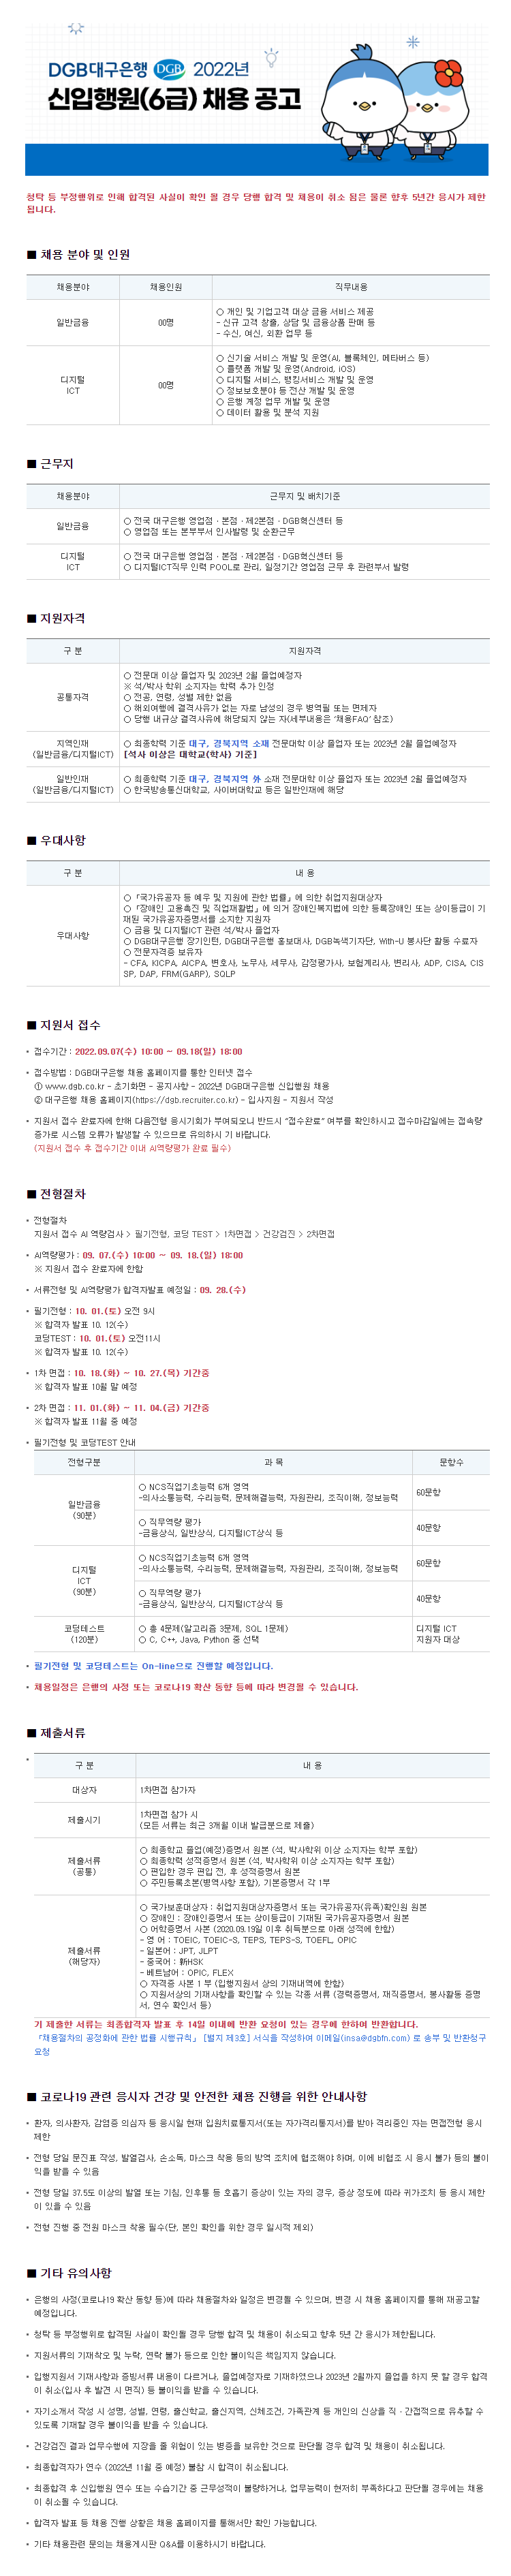 DGB대구은행 DGB 2022년
신입행원(6급) 채용 공고
청탁 등 부정행위로 인해 합격된 사실이 확인 될 경우 당행 합격 및 채용이 취소 됨은 물론 향후 5년간 응시가 제한
됩니다.
■ 채용 분야 및 인원
채용분야 채용인원 직무내용
일반금융 00명
○ 개인 및 기업고객 대상 금융 서비스 제공
- 신규 고객 창출, 상담 및 금융상품 판매 등
- 수신, 여신, 외환 업무 등
디지털
ICT
00명
○ 신기술 서비스 개발 및 운영(AI, 블록체인, 메타버스 등)
○ 플랫폼 개발 및 운영(Android, iOS)
○ 디지털 서비스, 뱅킹서비스 개발 및 운영
○ 정보보호분야 등 전산 개발 및 운영
○ 은행 계정 업무 개발 및 운영
○ 데이터 활용 및 분석 지원
■ 근무지
채용분야 근무지 및 배치기준
일반금융
○ 전국 대구은행 영업점 · 본점 · 제2본점 · DGB혁신센터 등
○ 영업점 또는 본부부서 인사발령 및 순환근무
디지털
ICT
○ 전국 대구은행 영업점 · 본점 · 제2본점 · DGB혁신센터 등
○ 디지털ICT직무 인력 POOL로 관리, 일정기간 영업점 근무 후 관련부서 발령
■ 지원자격
구 분 지원자격
공통자격
○ 전문대 이상 졸업자 및 2023년 2월 졸업예정자
※ 석/박사 학위 소지자는 학력 추가 인정
○ 전공, 연령, 성별 제한 없음
○ 해외여행에 결격사유가 없는 자로 남성의 경우 병역필 또는 면제자
○ 당행 내규상 결격사유에 해당되지 않는 자(세부내용은 ‘채용FAQ’ 참조)
지역인재
(일반금융/디지털ICT)
○ 최종학력 기준 대구, 경북지역 소재 전문대학 이상 졸업자 또는 2023년 2월 졸업예정자
[석사 이상은 대학교(학사) 기준]
일반인재
(일반금융/디지털ICT)
○ 최종학력 기준 대구, 경북지역 外 소재 전문대학 이상 졸업자 또는 2023년 2월 졸업예정자
○ 한국방송통신대학교, 사이버대학교 등은 일반인재에 해당
■ 우대사항
구 분 내 용
우대사항
○ 「국가유공자 등 예우 및 지원에 관한 법률」에 의한 취업지원대상자
○ 「장애인 고용촉진 및 직업재활법」에 의거 장애인복지법에 의한 등록장애인 또는 상이등급이 기
재된 국가유공자증명서를 소지한 지원자
○ 금융 및 디지털ICT 관련 석/박사 졸업자
○ DGB대구은행 장기인턴, DGB대구은행 홍보대사, DGB녹색기자단, With-U 봉사단 활동 수료자
○ 전문자격증 보유자
- CFA, KICPA, AICPA, 변호사, 노무사, 세무사, 감정평가사, 보험계리사, 변리사, ADP, CISA, CIS
SP, DAP, FRM(GARP), SQLP
■ 지원서 접수
• 접수기간 : 2022.09.07(수) 10:00 ~ 09.18(일) 18:00
• 접수방법 : DGB대구은행 채용 홈페이지를 통한 인터넷 접수
① www.dgb.co.kr - 초기화면 - 공지사항 - 2022년 DGB대구은행 신입행원 채용
② 대구은행 채용 홈페이지(https://dgb.recruiter.co.kr) - 입사지원 - 지원서 작성
• 지원서 접수 완료자에 한해 다음전형 응시기회가 부여되오니 반드시 "접수완료" 여부를 확인하시고 접수마감일에는 접속량
증가로 시스템 오류가 발생할 수 있으므로 유의하시 기 바랍니다.
(지원서 접수 후 접수기간 이내 AI역량평가 완료 필수)
■ 전형절차
• 전형절차
지원서 접수 AI 역량검사 > 필기전형, 코딩 TEST > 1차면접 > 건강검진 > 2차면접
• AI역량평가 : 09. 07.(수) 10:00 ~ 09. 18.(일) 18:00
※ 지원서 접수 완료자에 한함
• 서류전형 및 AI역량평가 합격자발표 예정일 : 09. 28.(수)
• 필기전형 : 10. 01.(토) 오전 9시
※ 합격자 발표 10. 12(수)
코딩TEST : 10. 01.(토) 오전11시
※ 합격자 발표 10. 12(수)
• 1차 면접 : 10. 18.(화) ~ 10. 27.(목) 기간중
※ 합격자 발표 10월 말 예정
• 2차 면접 : 11. 01.(화) ~ 11. 04.(금) 기간중
※ 합격자 발표 11월 중 예정
• 필기전형 및 코딩TEST 안내
전형구분 과 목 문항수
일반금융
(90분)
○ NCS직업기초능력 6개 영역
-의사소통능력, 수리능력, 문제해결능력, 자원관리, 조직이해, 정보능력
60문항
○ 직무역량 평가
-금융상식, 일반상식, 디지털ICT상식 등
40문항
디지털
ICT
(90분)
○ NCS직업기초능력 6개 영역
-의사소통능력, 수리능력, 문제해결능력, 자원관리, 조직이해, 정보능력
60문항
○ 직무역량 평가
-금융상식, 일반상식, 디지털ICT상식 등
40문항
코딩테스트
(120분)
○ 총 4문제(알고리즘 3문제, SQL 1문제)
○ C, C++, Java, Python 중 선택
디지털 ICT
지원자 대상
• 필기전형 및 코딩테스트는 On-line으로 진행할 예정입니다.
• 채용일정은 은행의 사정 또는 코로나19 확산 동향 등에 따라 변경될 수 있습니다.
■ 제출서류
구 분 내 용
대상자 1차면접 참가자
제출시기
1차면접 참가 시
(모든 서류는 최근 3개월 이내 발급분으로 제출)
제출서류
(공통)
○ 최종학교 졸업(예정)증명서 원본 (석, 박사학위 이상 소지자는 학부 포함)
○ 최종학력 성적증명서 원본 (석, 박사학위 이상 소지자는 학부 포함)
○ 편입한 경우 편입 전, 후 성적증명서 원본
○ 주민등록초본(병역사항 포함), 기본증명서 각 1부
제출서류
(해당자)
○ 국가보훈대상자 : 취업지원대상자증명서 또는 국가유공자(유족)확인원 원본
○ 장애인 : 장애인증명서 또는 상이등급이 기재된 국가유공자증명서 원본
○ 어학증명서 사본 (2020.09.19일 이후 취득분으로 아래 성적에 한함)
- 영 어 : TOEIC, TOEIC-S, TEPS, TEPS-S, TOEFL, OPIC
- 일본어 : JPT, JLPT
- 중국어 : 新HSK
- 베트남어 : OPIC, FLEX
○ 자격증 사본 1 부 (입행지원서 상의 기재내역에 한함)
○ 지원서상의 기재사항을 확인할 수 있는 각종 서류 (경력증명서, 재직증명서, 봉사활동 증명
서, 연수 확인서 등)
기 제출한 서류는 최종합격자 발표 후 14일 이내에 반환 요청이 있는 경우에 한하여 반환합니다.
「채용절차의 공정화에 관한 법률 시행규칙」 [별지 제3호] 서식을 작성하여 이메일(insa@dgbfn.com) 로 송부 및 반환청구
요청
■ 코로나19 관련 응시자 건강 및 안전한 채용 진행을 위한 안내사항
• 환자, 의사환자, 감염증 의심자 등 응시일 현재 입원치료통지서(또는 자가격리통지서)를 받아 격리중인 자는 면접전형 응시
제한
• 전형 당일 문진표 작성, 발열검사, 손소독, 마스크 착용 등의 방역 조치에 협조해야 하며, 이에 비협조 시 응시 불가 등의 불이
익을 받을 수 있음
• 전형 당일 37.5도 이상의 발열 또는 기침, 인후통 등 호흡기 증상이 있는 자의 경우, 증상 정도에 따라 귀가조치 등 응시 제한
이 있을 수 있음
• 전형 진행 중 전원 마스크 착용 필수(단, 본인 확인을 위한 경우 일시적 제외)
■ 기타 유의사항
• 은행의 사정(코로나19 확산 동향 등)에 따라 채용절차와 일정은 변경될 수 있으며, 변경 시 채용 홈페이지를 통해 재공고할
예정입니다.
• 청탁 등 부정행위로 합격된 사실이 확인될 경우 당행 합격 및 채용이 취소되고 향후 5년 간 응시가 제한됩니다.
• 지원서류의 기재착오 및 누락, 연락 불가 등으로 인한 불이익은 책임지지 않습니다.
• 입행지원서 기재사항과 증빙서류 내용이 다르거나, 졸업예정자로 기재하였으나 2023년 2월까지 졸업을 하지 못 할 경우 합격
이 취소(입사 후 발견 시 면직) 등 불이익을 받을 수 있습니다.
• 자기소개서 작성 시 성명, 성별, 연령, 출신학교, 출신지역, 신체조건, 가족관계 등 개인의 신상을 직 · 간접적으로 유추할 수
있도록 기재할 경우 불이익을 받을 수 있습니다.
• 건강검진 결과 업무수행에 지장을 줄 위험이 있는 병증을 보유한 것으로 판단될 경우 합격 및 채용이 취소됩니다.
• 최종합격자가 연수 (2022년 11월 중 예정) 불참 시 합격이 취소됩니다.
• 최종합격 후 신입행원 연수 또는 수습기간 중 근무성적이 불량하거나, 업무능력이 현저히 부족하다고 판단될 경우에는 채용
이 취소될 수 있습니다.
• 합격자 발표 등 채용 진행 상황은 채용 홈페이지를 통해서만 확인 가능합니다.
• 기타 채용관련 문의는 채용게시판 Q&A를 이용하시기 바랍니다.